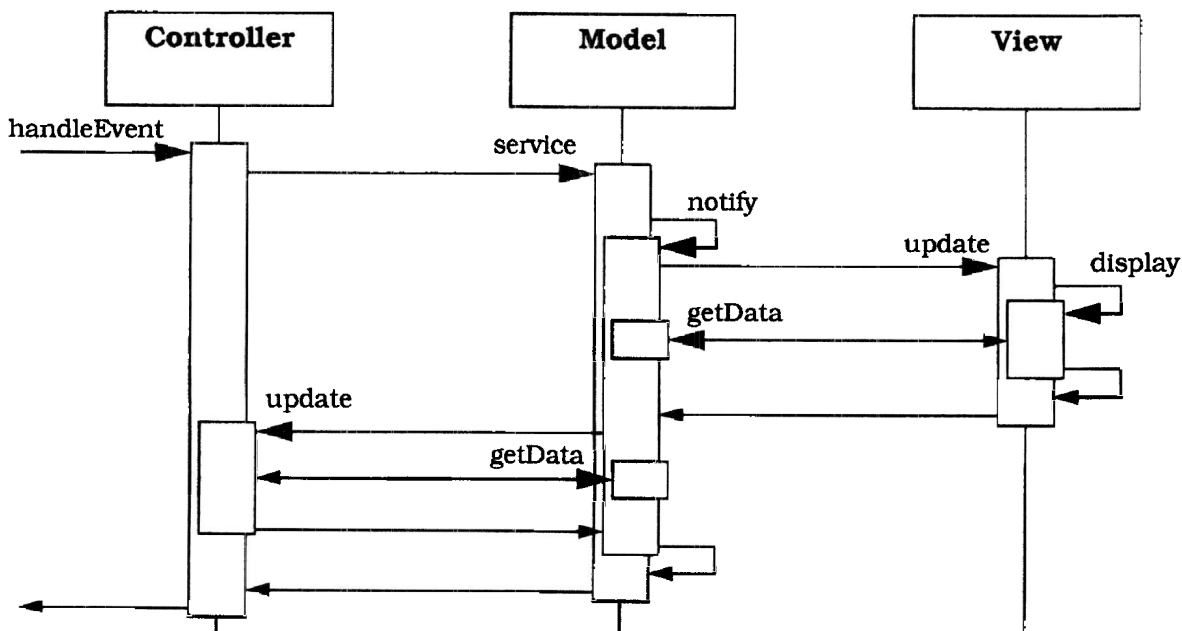 Controller
Model
View
handleEvent
service
notify
update
display
getData
update
getData